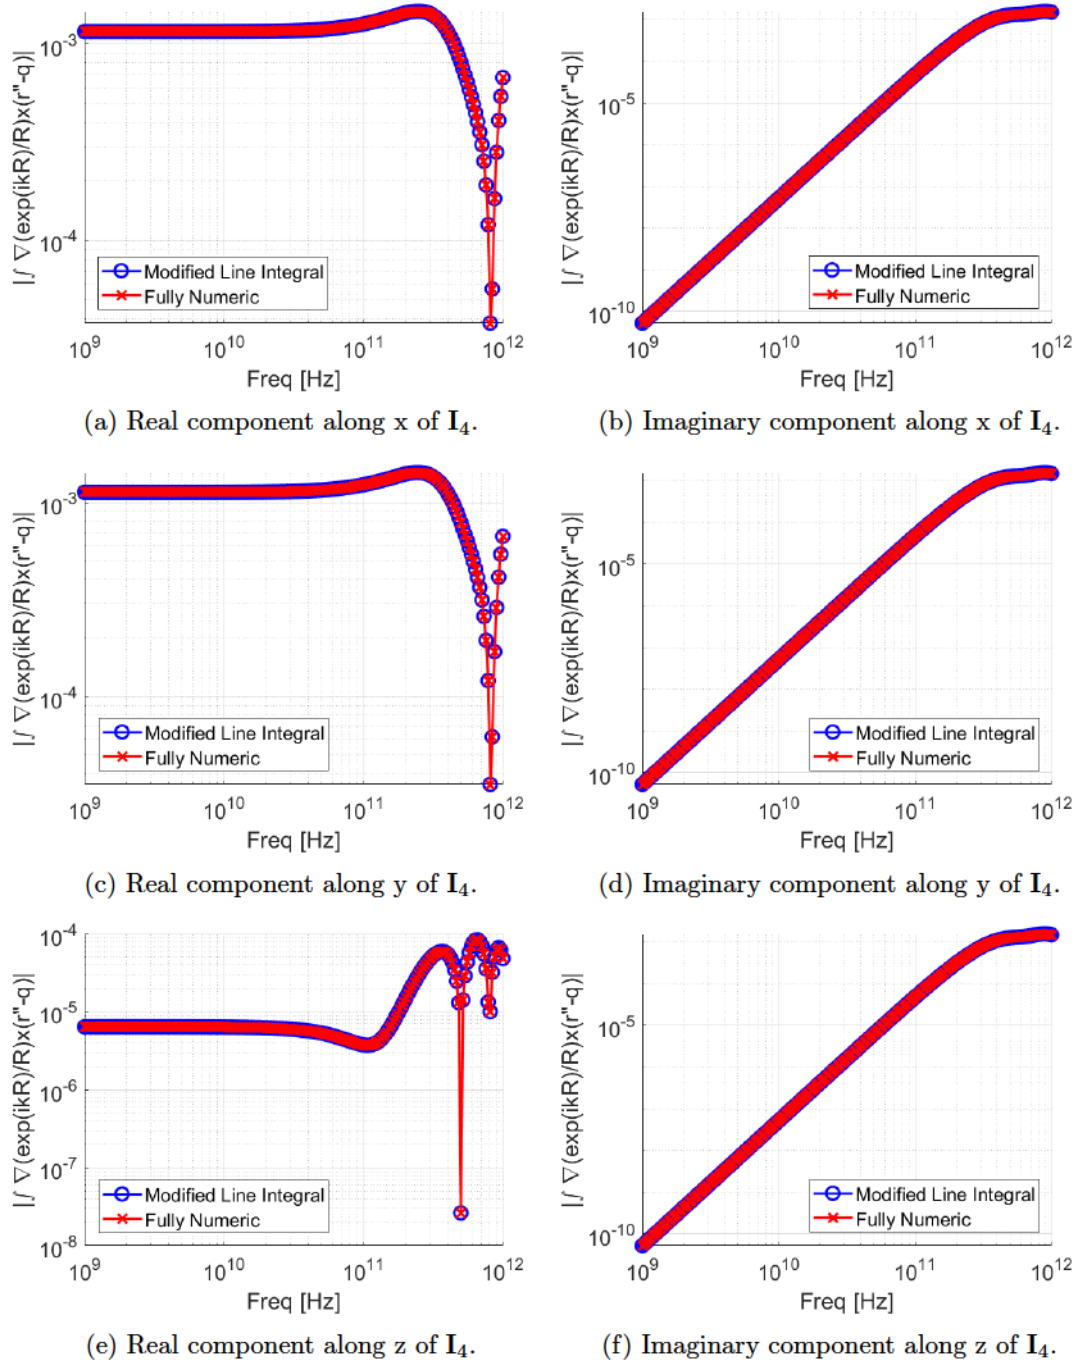 |∫ ∇(exp(ikR)/R)x(r"-q)|
10^-3
10^-4
Modified Line Integral
Fully Numeric
10^9 10^10 10^11 10^12
Freq [Hz]
(a) Real component along x of I_4.
|∫ ∇(exp(ikR)/R)x(r"-q)|
10^-5
10^-10
Modified Line Integral
Fully Numeric
10^9 10^10 10^11 10^12
Freq [Hz]
(b) Imaginary component along x of I_4.
|∫ ∇(exp(ikR)/R)x(r"-q)|
10^-3
10^-4
Modified Line Integral
Fully Numeric
10^9 10^10 10^11 10^12
Freq [Hz]
(c) Real component along y of I_4.
|∫ ∇(exp(ikR)/R)x(r"-q)|
10^-5
10^-10
Modified Line Integral
Fully Numeric
10^9 10^10 10^11 10^12
Freq [Hz]
(d) Imaginary component along y of I_4.
|∫ ∇(exp(ikR)/R)x(r"-q)|
10^-4
10^-5
10^-6
10^-7
10^-8
Modified Line Integral
Fully Numeric
10^9 10^10 10^11 10^12
Freq [Hz]
(e) Real component along z of I_4.
|∫ ∇(exp(ikR)/R)x(r"-q)|
10^-5
10^-10
Modified Line Integral
Fully Numeric
10^9 10^10 10^11 10^12
Freq [Hz]
(f) Imaginary component along z of I_4.